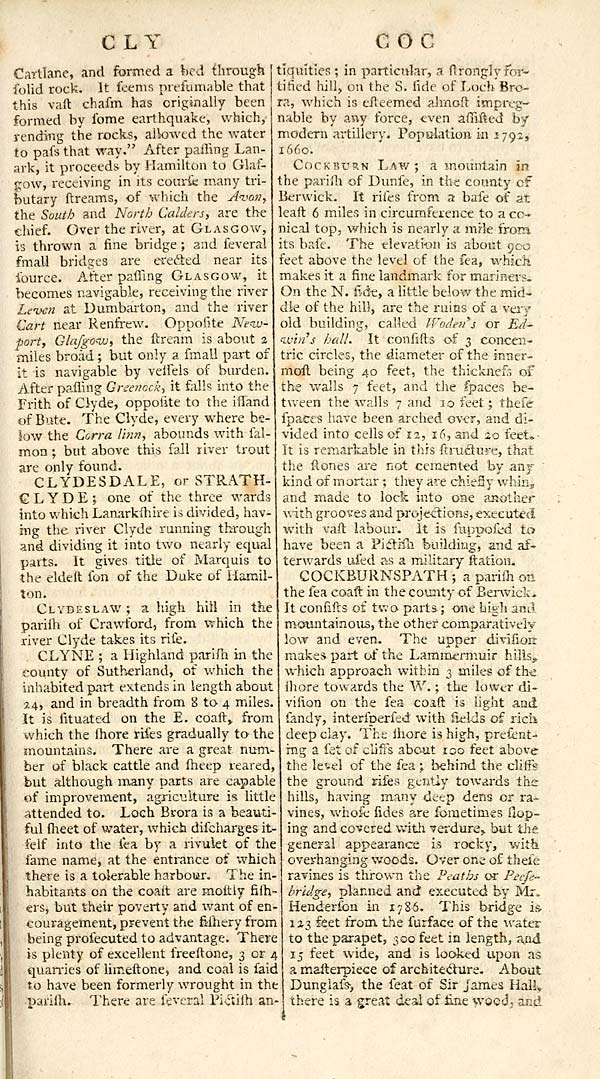 CLY
Cartlane, and formed a bed through
ſolid rock. It ſeems preſumable that
this vaſt chaſm has originally been
formed by ſome earthquake, which,
rending the rocks, allowed the water
to paſs that way.” After paſſing Lan-
ark, it proceeds by Hamilton to Glaſ-
gow, receiving in its courſe many tri-
butary ſtreams, of which the Avon,
the South and North Calders, are the
chief. Over the river, at GLASGOW,
is thrown a fine bridge; and ſeveral
ſmall bridges are erected near its
ſource. After paſſing GLASGOW, it
becomes navigable, receiving the river
Leven at Dumbarton, and the river
Cart near Renfrew. Oppoſite New-
port, Glaſgow, the ſtream is about 2
miles broad; but only a ſmall part of
it is navigable by veſſels of burden.
After paſſing Greenock, it falls into the
Frith of Clyde, oppoſite to the iſland
of Bute. The Clyde, every where be-
low the Corra linn, abounds with ſal-
mon; but above this fall river trout
are only found.
CLYDESDALE, or STRATH-
CLYDE; one of the three wards
into which Lanarkſhire is divided, hav-
ing the river Clyde running through
and dividing it into two nearly equal
parts. It gives title of Marquis to
the eldeſt ſon of the Duke of Hamil-
ton.
CLYDESLAW; a high hill in the
pariſh of Crawford, from which the
river Clyde takes its riſe.
CLYNE; a Highland pariſh in the
county of Sutherland, of which the
inhabited part extends in length about
24, and in breadth from 8 to 4 miles.
It is ſituated on the E. coaſt, from
which the ſhore riſes gradually to the
mountains. There are a great num-
ber of black cattle and ſheep reared,
but although many parts are capable
of improvement, agriculture is little
attended to. Loch Brora is a beauti-
ful ſheet of water, which diſcharges it-
ſelf into the ſea by a rivulet of the
ſame name, at the entrance of which
there is a tolerable harbour. The in-
habitants on the coaſt are moſtly fiſh-
ers, but their poverty and want of en-
couragement, prevent the fiſhery from
being proſecuted to advantage. There
is plenty of excellent freeſtone, 3 or 4
quarries of limeſtone, and coal is ſaid
to have been formerly wrought in the
pariſh. There are ſeveral Pictiſh an-
COC
tiquities; in particular, a ſtrongly for-
tified hill, on the S. ſide of Loch Bro-
ra, which is eſteemed almoſt impreg-
nable by any force, even aſſiſted by
modern artillery. Population in 1792,
1660.
COCKBURN LAW; a mountain in
the pariſh of Dunſe, in the county of
Berwick. It riſes from a baſe of at
leaſt 6 miles in circumference to a co-
nical top, which is nearly a mile from
its baſe. The elevation is about 900
feet above the level of the ſea, which
makes it a fine landmark for mariners.
On the N. ſide, a little below the mid-
dle of the hill, are the ruins of a very
old building, called Woden's or Ed-
win's hall. It conſiſts of 3 concen-
tric circles, the diameter of the inner-
moſt being 40 feet, the thickneſs of
the walls 7 feet, and the ſpaces be-
tween the walls 7 and 10 feet; theſe
ſpaces have been arched over, and di-
vided into cells of 12, 16, and 20 feet.
It is remarkable in this ſtructure, that
the ſtones are not cemented by any
kind of mortar; they are chiefly whin,
and made to lock into one another
with grooves and projections, executed
with vaſt labour. It is ſuppoſed to
have been a Pictiſh building, and af-
terwards uſed as a military ſtation.
COCKBURNSPATH; a pariſh on
the ſea coaſt in the county of Berwick.
It conſiſts of two parts; one high and
mountainous, the other comparatively
low and even. The upper diviſion
makes part of the Lammermuir hills,
which approach within 3 miles of the
ſhore towards the W.; the lower di-
viſion on the ſea coaſt is light and
ſandy, interſperſed with fields of rich
deep clay. The ſhore is high, preſent-
ing a ſet of cliffs about 100 feet above
the level of the ſea; behind the cliffs
the ground riſes gently towards the
hills, having many deep dens or ra-
vines, whoſe ſides are ſometimes ſlop-
ing and covered with verdure, but the
general appearance is rocky, with
overhanging woods. Over one of theſe
ravines is thrown the Peaths or Peeſe-
bridge, planned and executed by Mr.
Henderſon in 1786. This bridge is
123 feet from the ſurface of the water
to the parapet, 300 feet in length, and
15 feet wide, and is looked upon as
a maſterpiece of architecture. About
Dunglaſs, the ſeat of Sir James Hall,
there is a great deal of fine wood, and